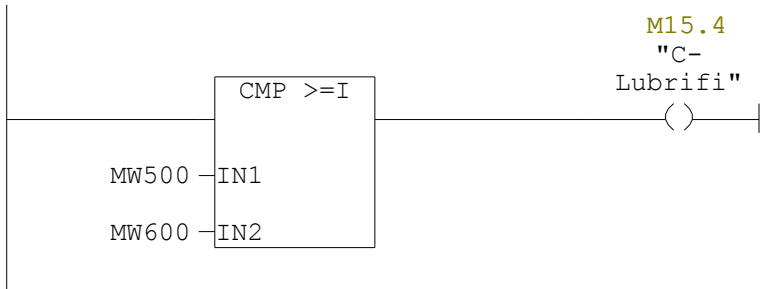 M15.4
"C-
Lubrifi"
CMP >=I
( )
MW500 IN1
MW600 IN2